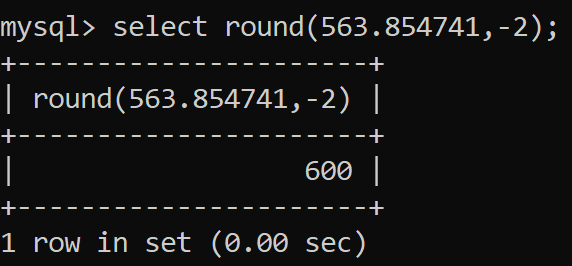 mysql> select round(563.854741,-2);
+-----------------------+
| round(563.854741,-2) |
+-----------------------+
|                  600 |
+-----------------------+
1 row in set (0.00 sec)